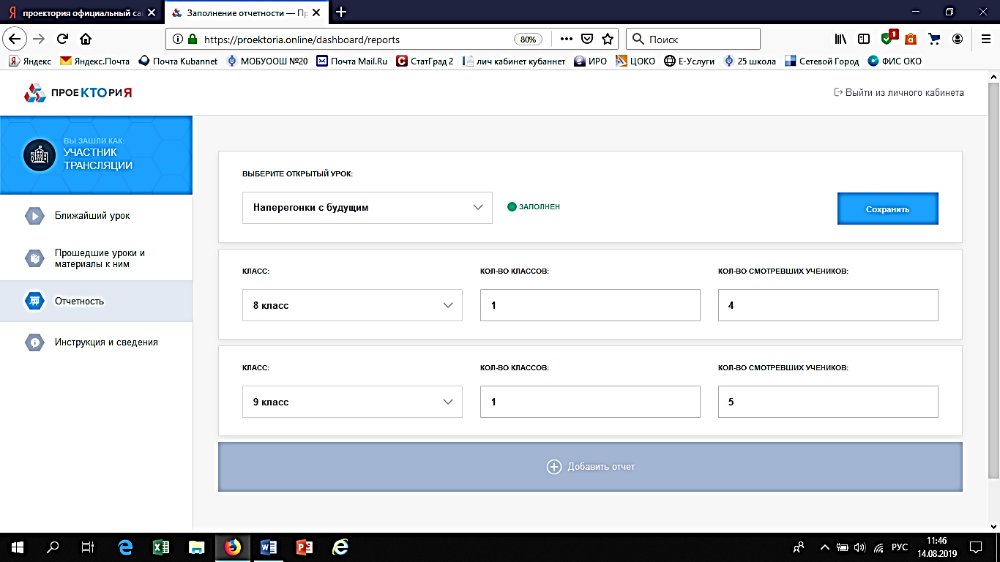 проектория официальный са
Заполнение отчетности — Пр
https://proektoria.online/dashboard/reports
80%
Поиск
1
Яндекс
Яндекс.Почта
Почта Kubannet
МОБУООШ №20
Почта Mail.Ru
СтатГрад 2
лич кабинет кубаннет
ИРО
ЦОКО
Е-Услуги
25 школа
Сетевой Город
ФИС ОКО
ПРОЕКТОРИЯ
Выйти из личного кабинета
ВЫ ЗАШЛИ КАК:
УЧАСТНИК
ТРАНСЛЯЦИИ
Ближайший урок
Прошедшие уроки и
материалы к ним
Отчетность
Инструкция и сведения
ВЫБЕРИТЕ ОТКРЫТЫЙ УРОК:
Наперегонки с будущим
ЗАПОЛНЕН
Сохранить
КЛАСС:
КОЛ-ВО КЛАССОВ:
КОЛ-ВО СМОТРЕВШИХ УЧЕНИКОВ:
8 класс
1
4
КЛАСС:
КОЛ-ВО КЛАССОВ:
КОЛ-ВО СМОТРЕВШИХ УЧЕНИКОВ:
9 класс
1
5
Добавить отчет
РУС
11:46
14.08.2019